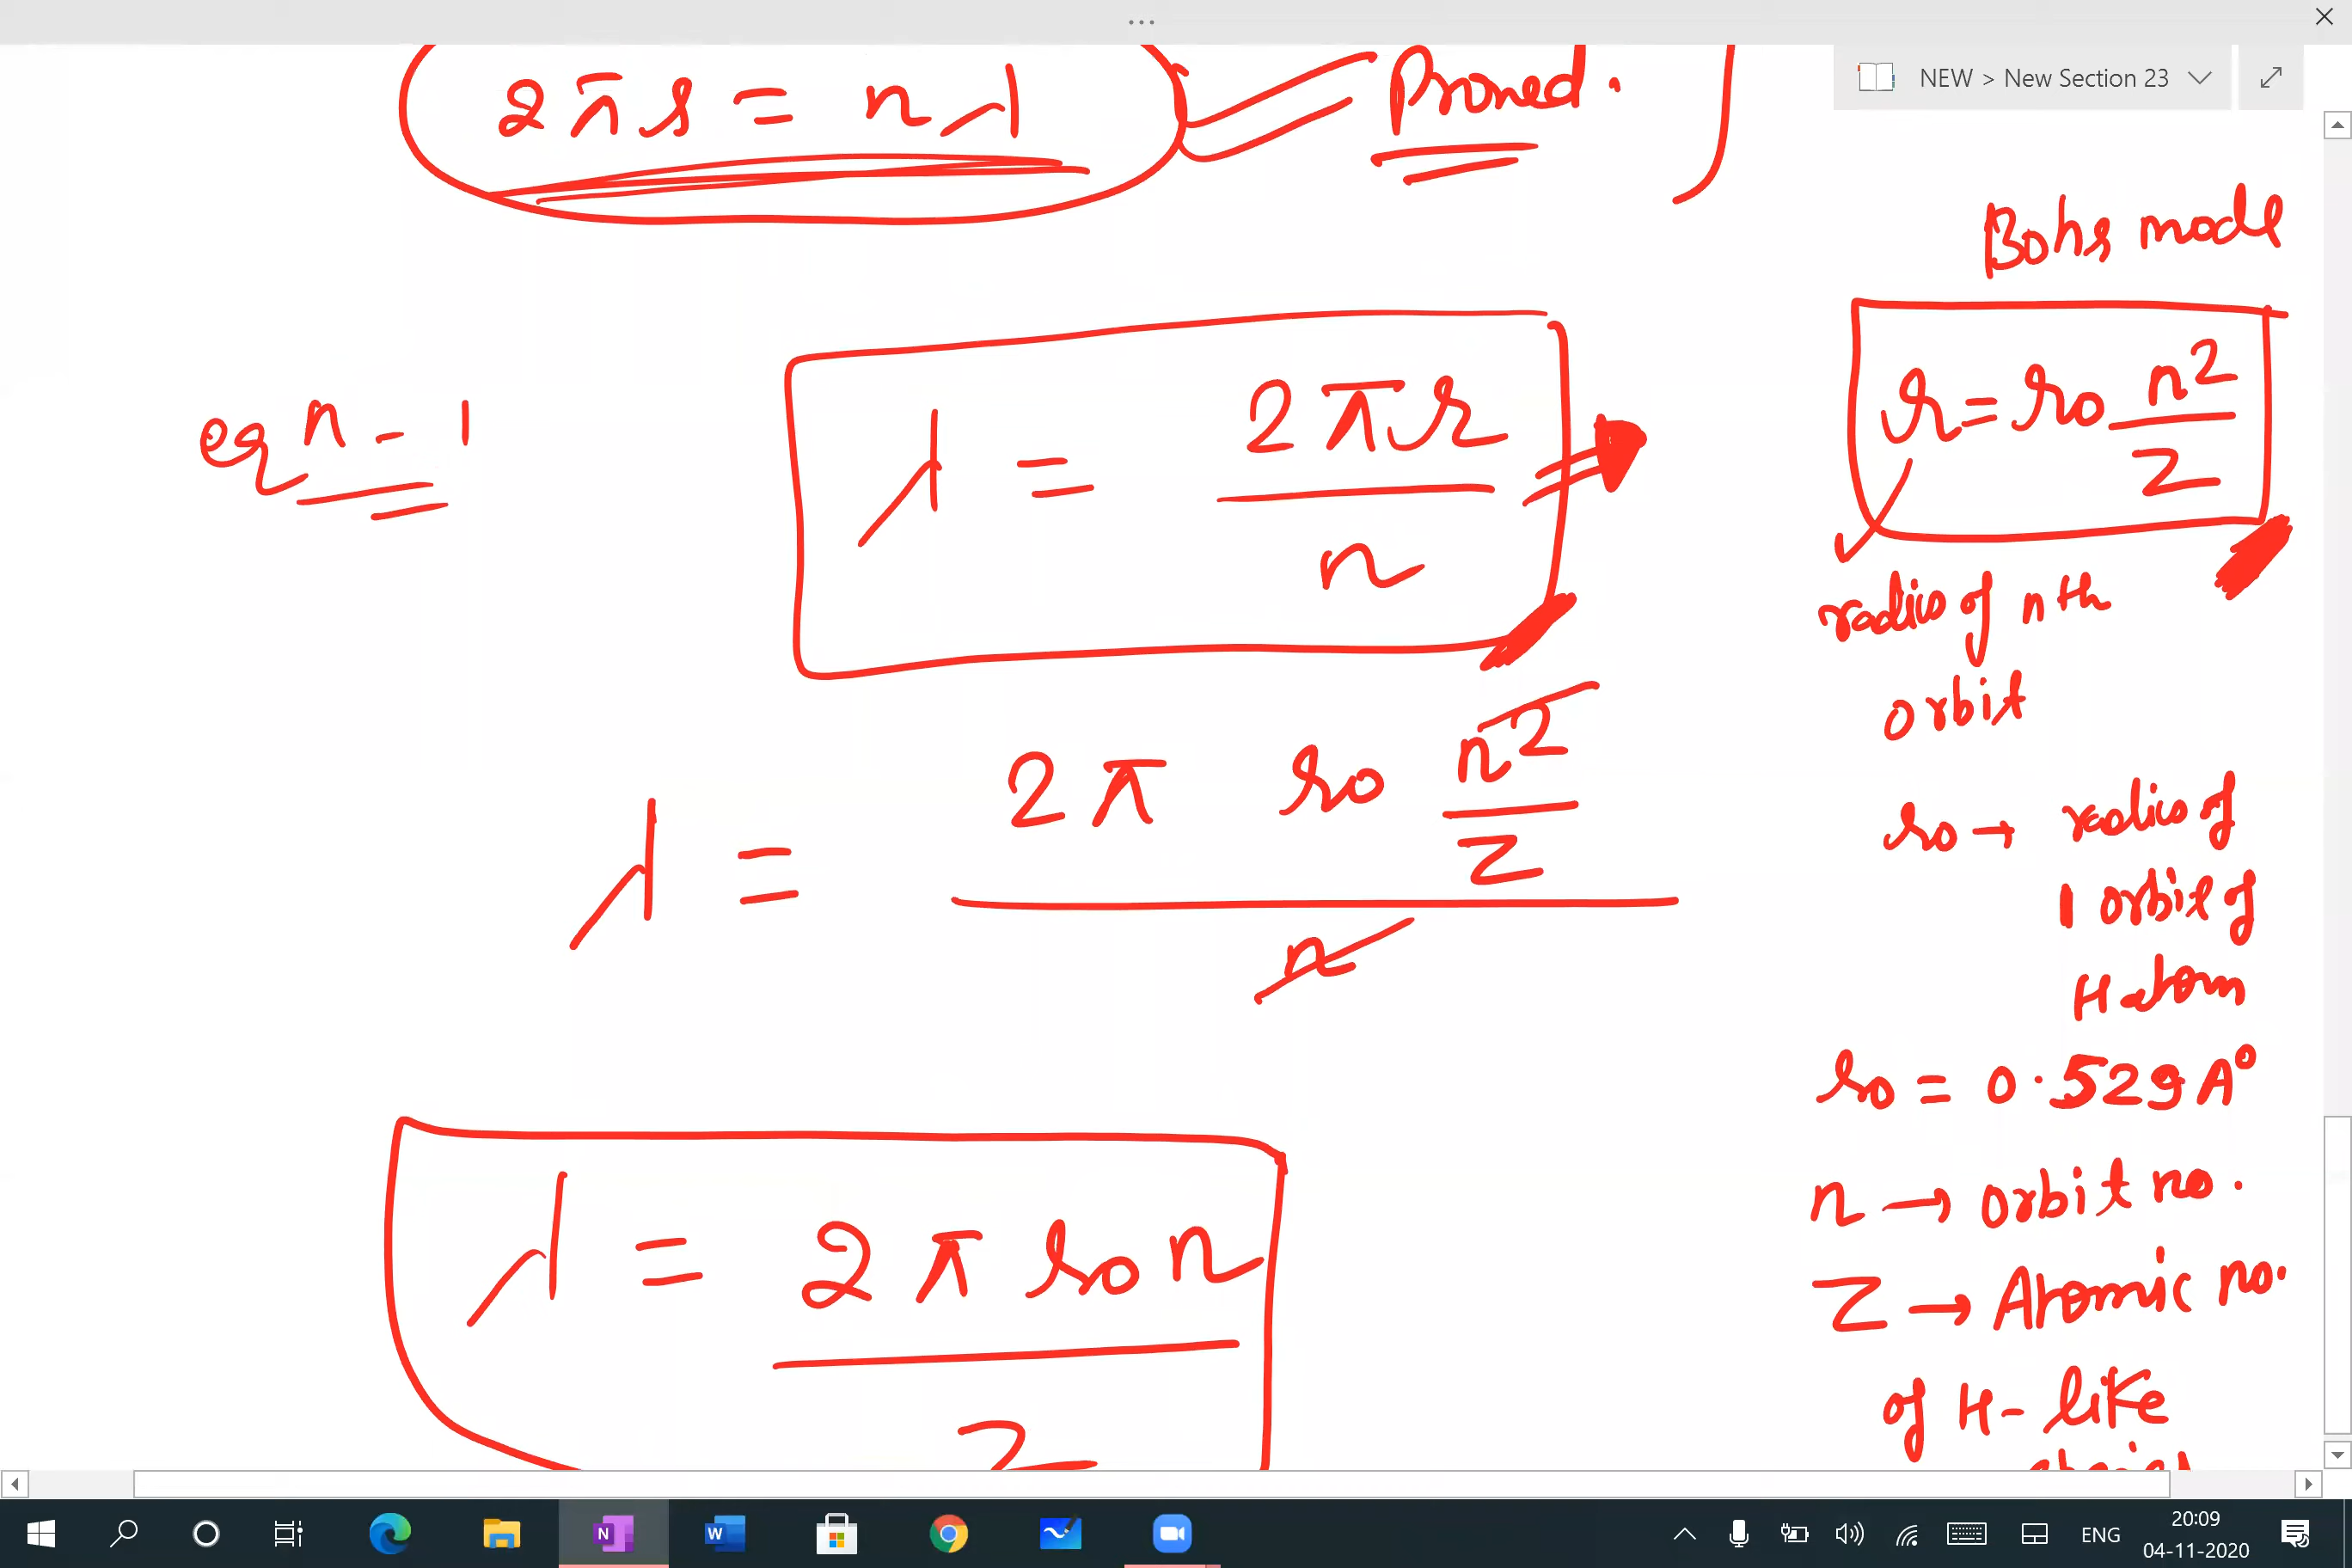 NEW > New Section 23
2πr = nλ Proved.
Bohs model
eqⁿ - 1
λ = 2πr / n
r = r₀ n² / Z
radius of nth
orbit
λ = 2π r₀ n²/Z / n
r₀ → radius of
1 orbit of
H-atom
r₀ = 0.529 A°
n → orbit no.
λ = 2π r₀ n / Z
Z → Atomic no.
of H- like
ENG
20:09
04-11-2020